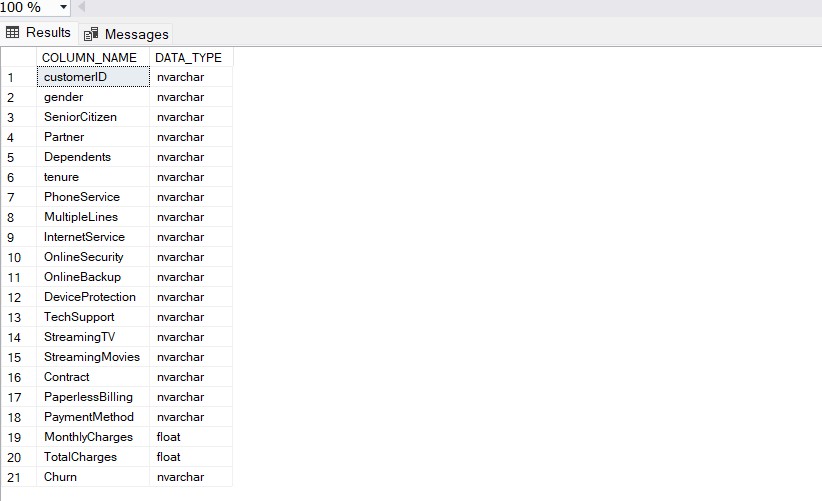 100 %
Results Messages
COLUMN_NAME DATA_TYPE
1 customerID nvarchar
2 gender nvarchar
3 SeniorCitizen nvarchar
4 Partner nvarchar
5 Dependents nvarchar
6 tenure nvarchar
7 PhoneService nvarchar
8 MultipleLines nvarchar
9 InternetService nvarchar
10 OnlineSecurity nvarchar
11 OnlineBackup nvarchar
12 DeviceProtection nvarchar
13 TechSupport nvarchar
14 StreamingTV nvarchar
15 StreamingMovies nvarchar
16 Contract nvarchar
17 PaperlessBilling nvarchar
18 PaymentMethod nvarchar
19 MonthlyCharges float
20 TotalCharges float
21 Churn nvarchar